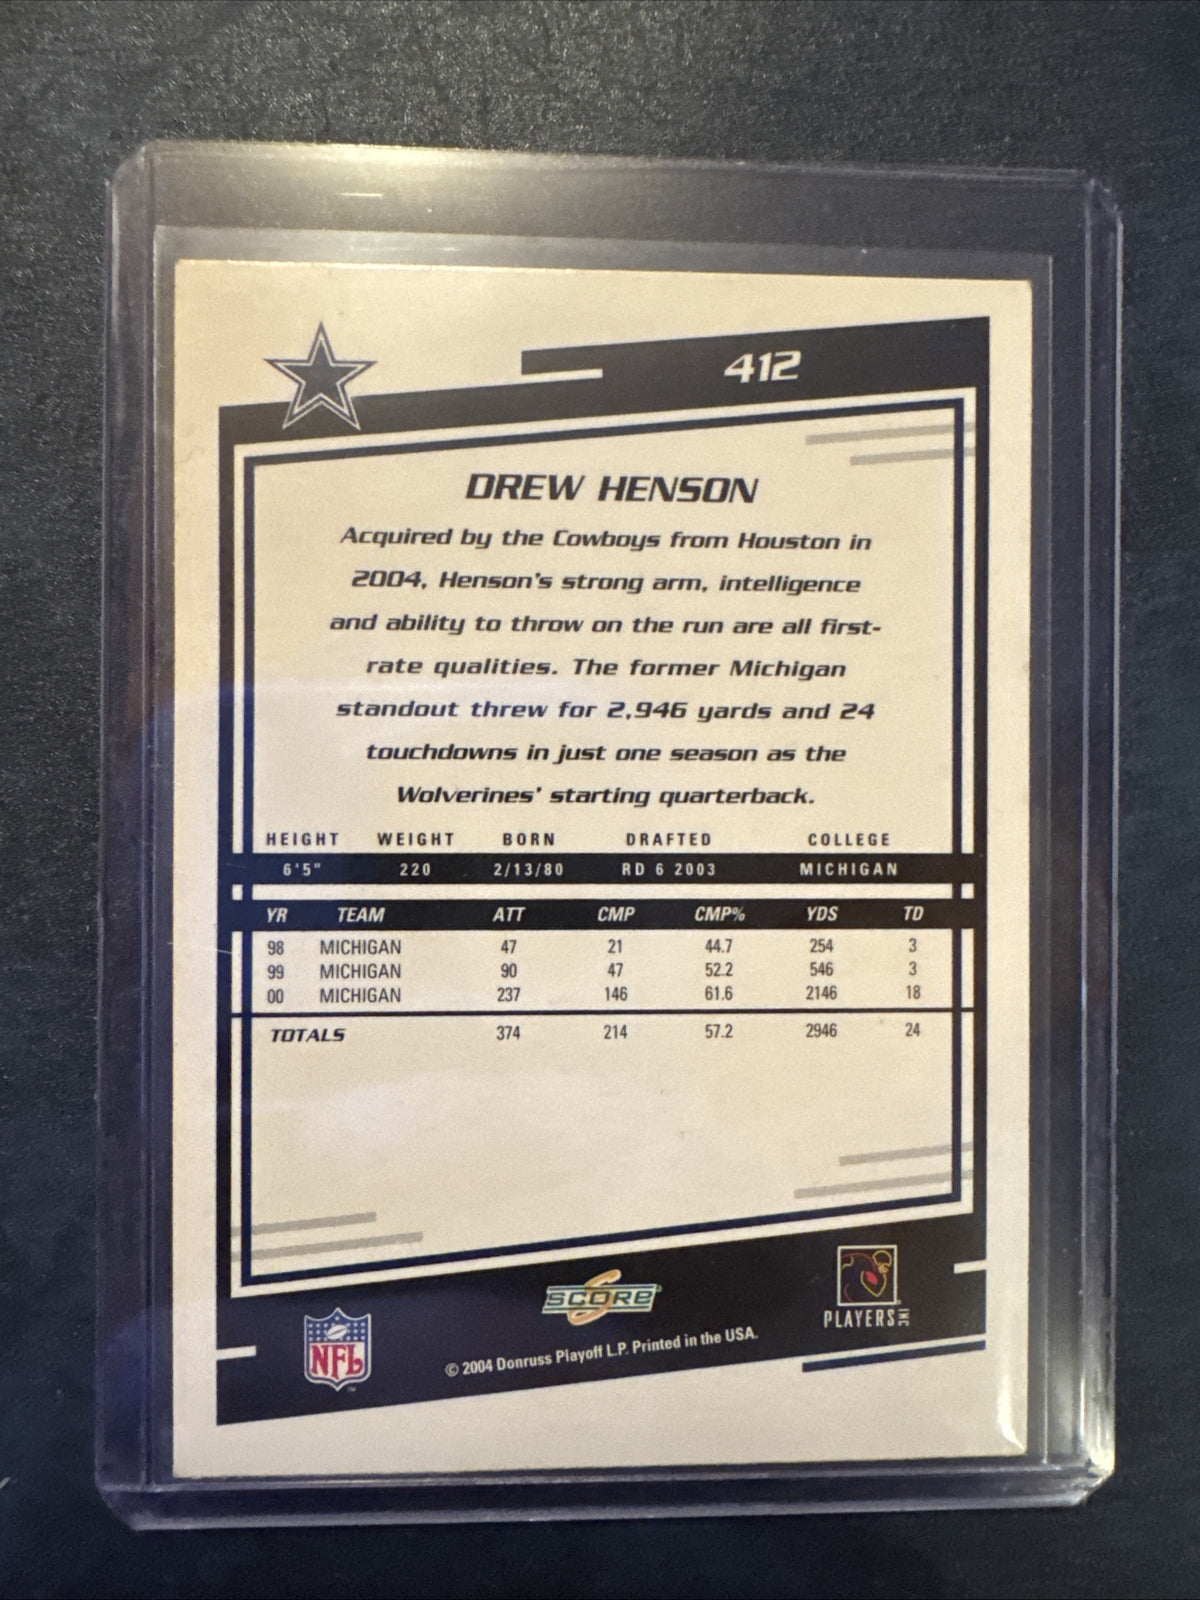 412
DREW HENSON
Acquired by the Cowboys from Houston in
2004, Henson's strong arm, intelligence
and ability to throw on the run are all first-
rate qualities. The former Michigan
standout threw for 2,946 yards and 24
touchdowns in just one season as the
Wolverines' starting quarterback.
HEIGHT WEIGHT BORN DRAFTED COLLEGE
6'5" 220 2/13/80 RD 6 2003 MICHIGAN
YR TEAM ATT CMP CMP% YDS TD
98 MICHIGAN 47 21 44.7 254 3
99 MICHIGAN 90 47 52.2 546 3
00 MICHIGAN 237 146 61.6 2146 18
TOTALS 374 214 57.2 2946 24
SCORE
PLAYERS INC
NFL
© 2004 Donruss Playoff L.P. Printed in the USA.